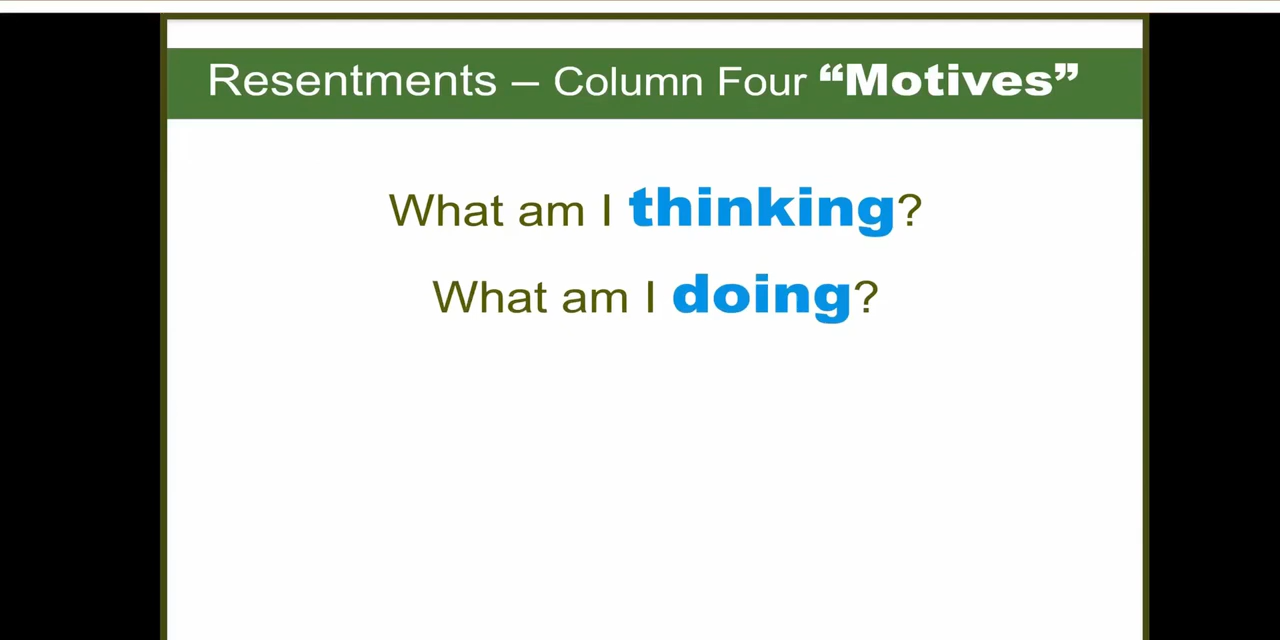 Resentments – Column Four “Motives”
What am I thinking?
What am I doing?